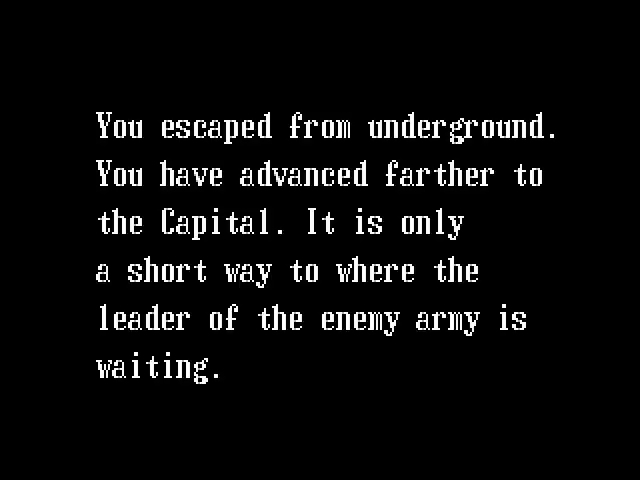 You escaped from underground.
You have advanced farther to
the Capital. It is only
a short way to where the
leader of the enemy army is
waiting.